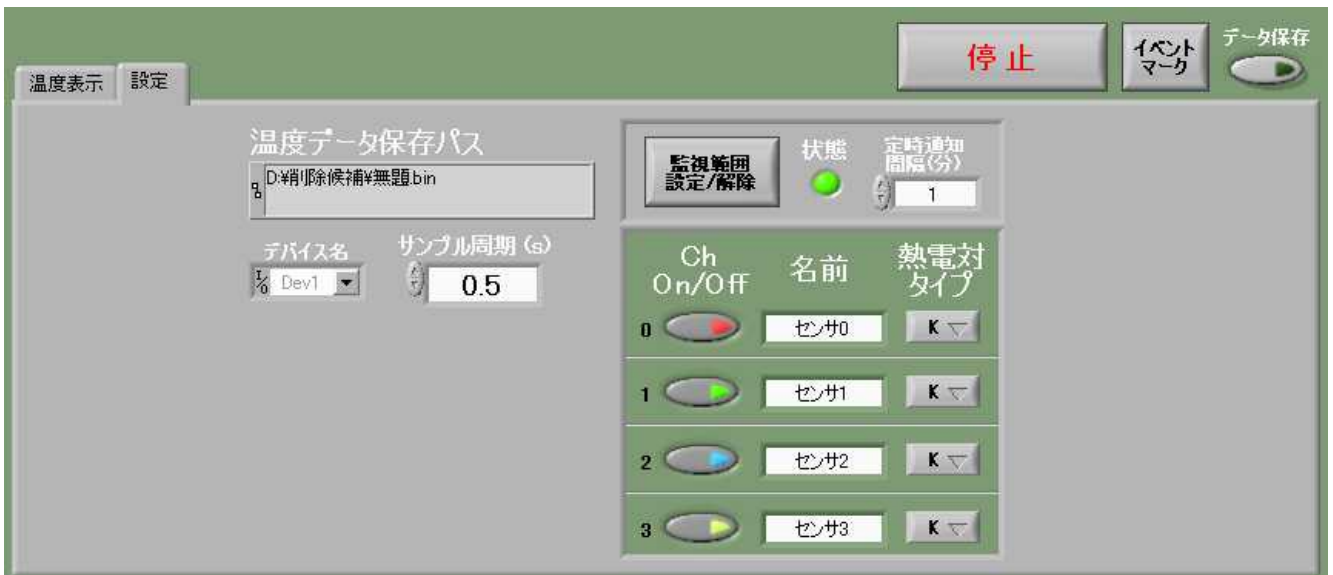 停止
イベント
マーク
データ保存
温度表示
設定
温度データ保存パス
D:¥削除候補¥無題.bin
デバイス名
サンプル周期 (s)
I/O
Dev1
0.5
監視範囲
設定/解除
状態
定時通知
間隔(分)
1
Ch
On/Off
名前
熱電対
タイプ
0
センサ0
K
1
センサ1
K
2
センサ2
K
3
センサ3
K